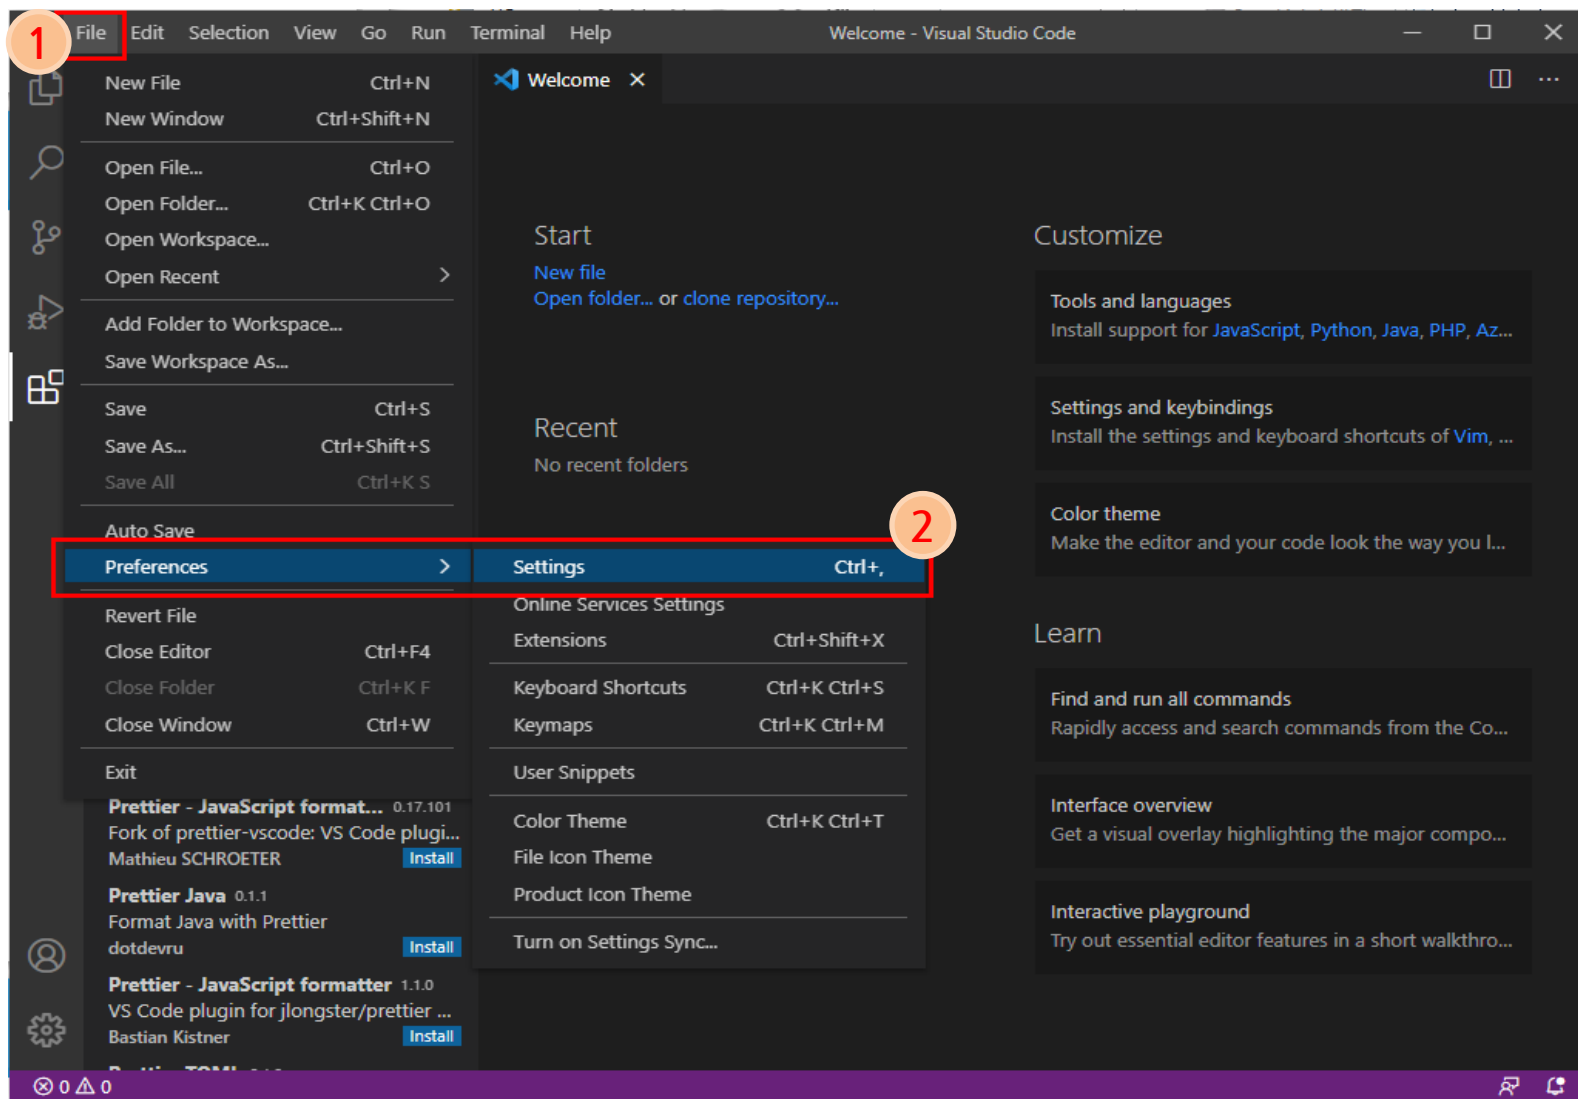 1
File Edit Selection View Go Run Terminal Help Welcome - Visual Studio Code
New File Ctrl+N
New Window Ctrl+Shift+N
Open File... Ctrl+O
Open Folder... Ctrl+K Ctrl+O
Open Workspace...
Open Recent
Add Folder to Workspace...
Save Workspace As...
Save Ctrl+S
Save As... Ctrl+Shift+S
Save All Ctrl+K S
Auto Save
Preferences
Revert File
Close Editor Ctrl+F4
Close Folder Ctrl+K F
Close Window Ctrl+W
Exit
2
Settings Ctrl+,
Online Services Settings
Extensions Ctrl+Shift+X
Keyboard Shortcuts Ctrl+K Ctrl+S
Keymaps Ctrl+K Ctrl+M
User Snippets
Color Theme Ctrl+K Ctrl+T
File Icon Theme
Product Icon Theme
Turn on Settings Sync...
Prettier - JavaScript format... 0.17.101
Fork of prettier-vscode: VS Code plugi...
Mathieu SCHROETER Install
Prettier Java 0.1.1
Format Java with Prettier
dotdevru Install
Prettier - JavaScript formatter 1.1.0
VS Code plugin for jlongster/prettier ...
Bastian Kistner Install
Welcome
Start
New file
Open folder... or clone repository...
Recent
No recent folders
Customize
Tools and languages
Install support for JavaScript, Python, Java, PHP, Az...
Settings and keybindings
Install the settings and keyboard shortcuts of Vim, ...
Color theme
Make the editor and your code look the way you l...
Learn
Find and run all commands
Rapidly access and search commands from the Co...
Interface overview
Get a visual overlay highlighting the major compo...
Interactive playground
Try out essential editor features in a short walkthro...
0 0